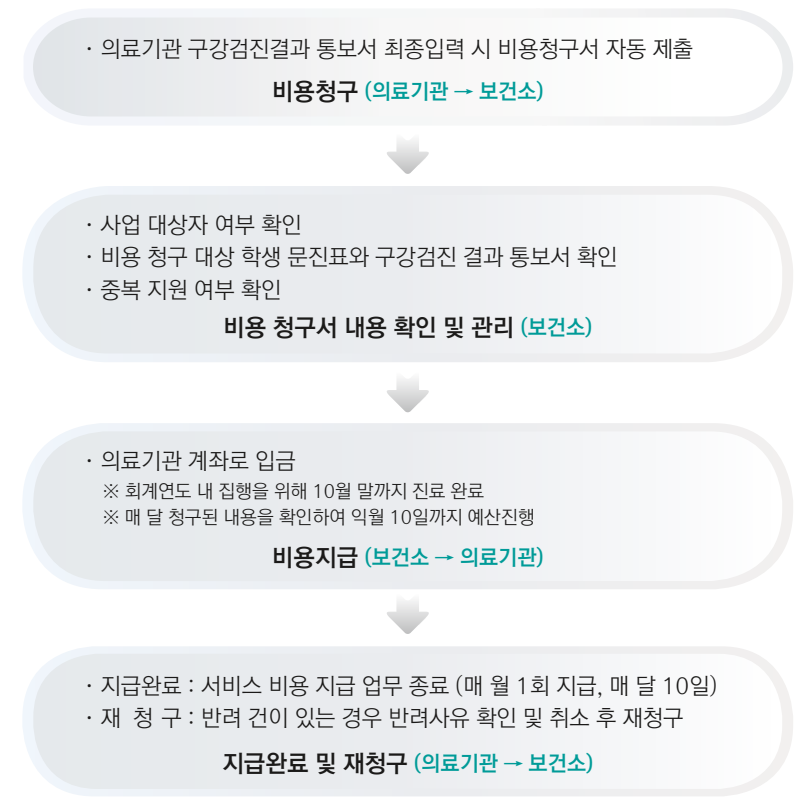 · 의료기관 구강검진결과 통보서 최종입력 시 비용청구서 자동 제출
비용청구 (의료기관 → 보건소)
· 사업 대상자 여부 확인
· 비용 청구 대상 학생 문진표와 구강검진 결과 통보서 확인
· 중복 지원 여부 확인
비용 청구서 내용 확인 및 관리 (보건소)
· 의료기관 계좌로 입금
※ 회계연도 내 집행을 위해 10월 말까지 진료 완료
※ 매 달 청구된 내용을 확인하여 익월 10일까지 예산진행
비용지급 (보건소 → 의료기관)
· 지급완료 : 서비스 비용 지급 업무 종료 (매 월 1회 지급, 매 달 10일)
· 재 청 구 : 반려 건이 있는 경우 반려사유 확인 및 취소 후 재청구
지급완료 및 재청구 (의료기관 → 보건소)